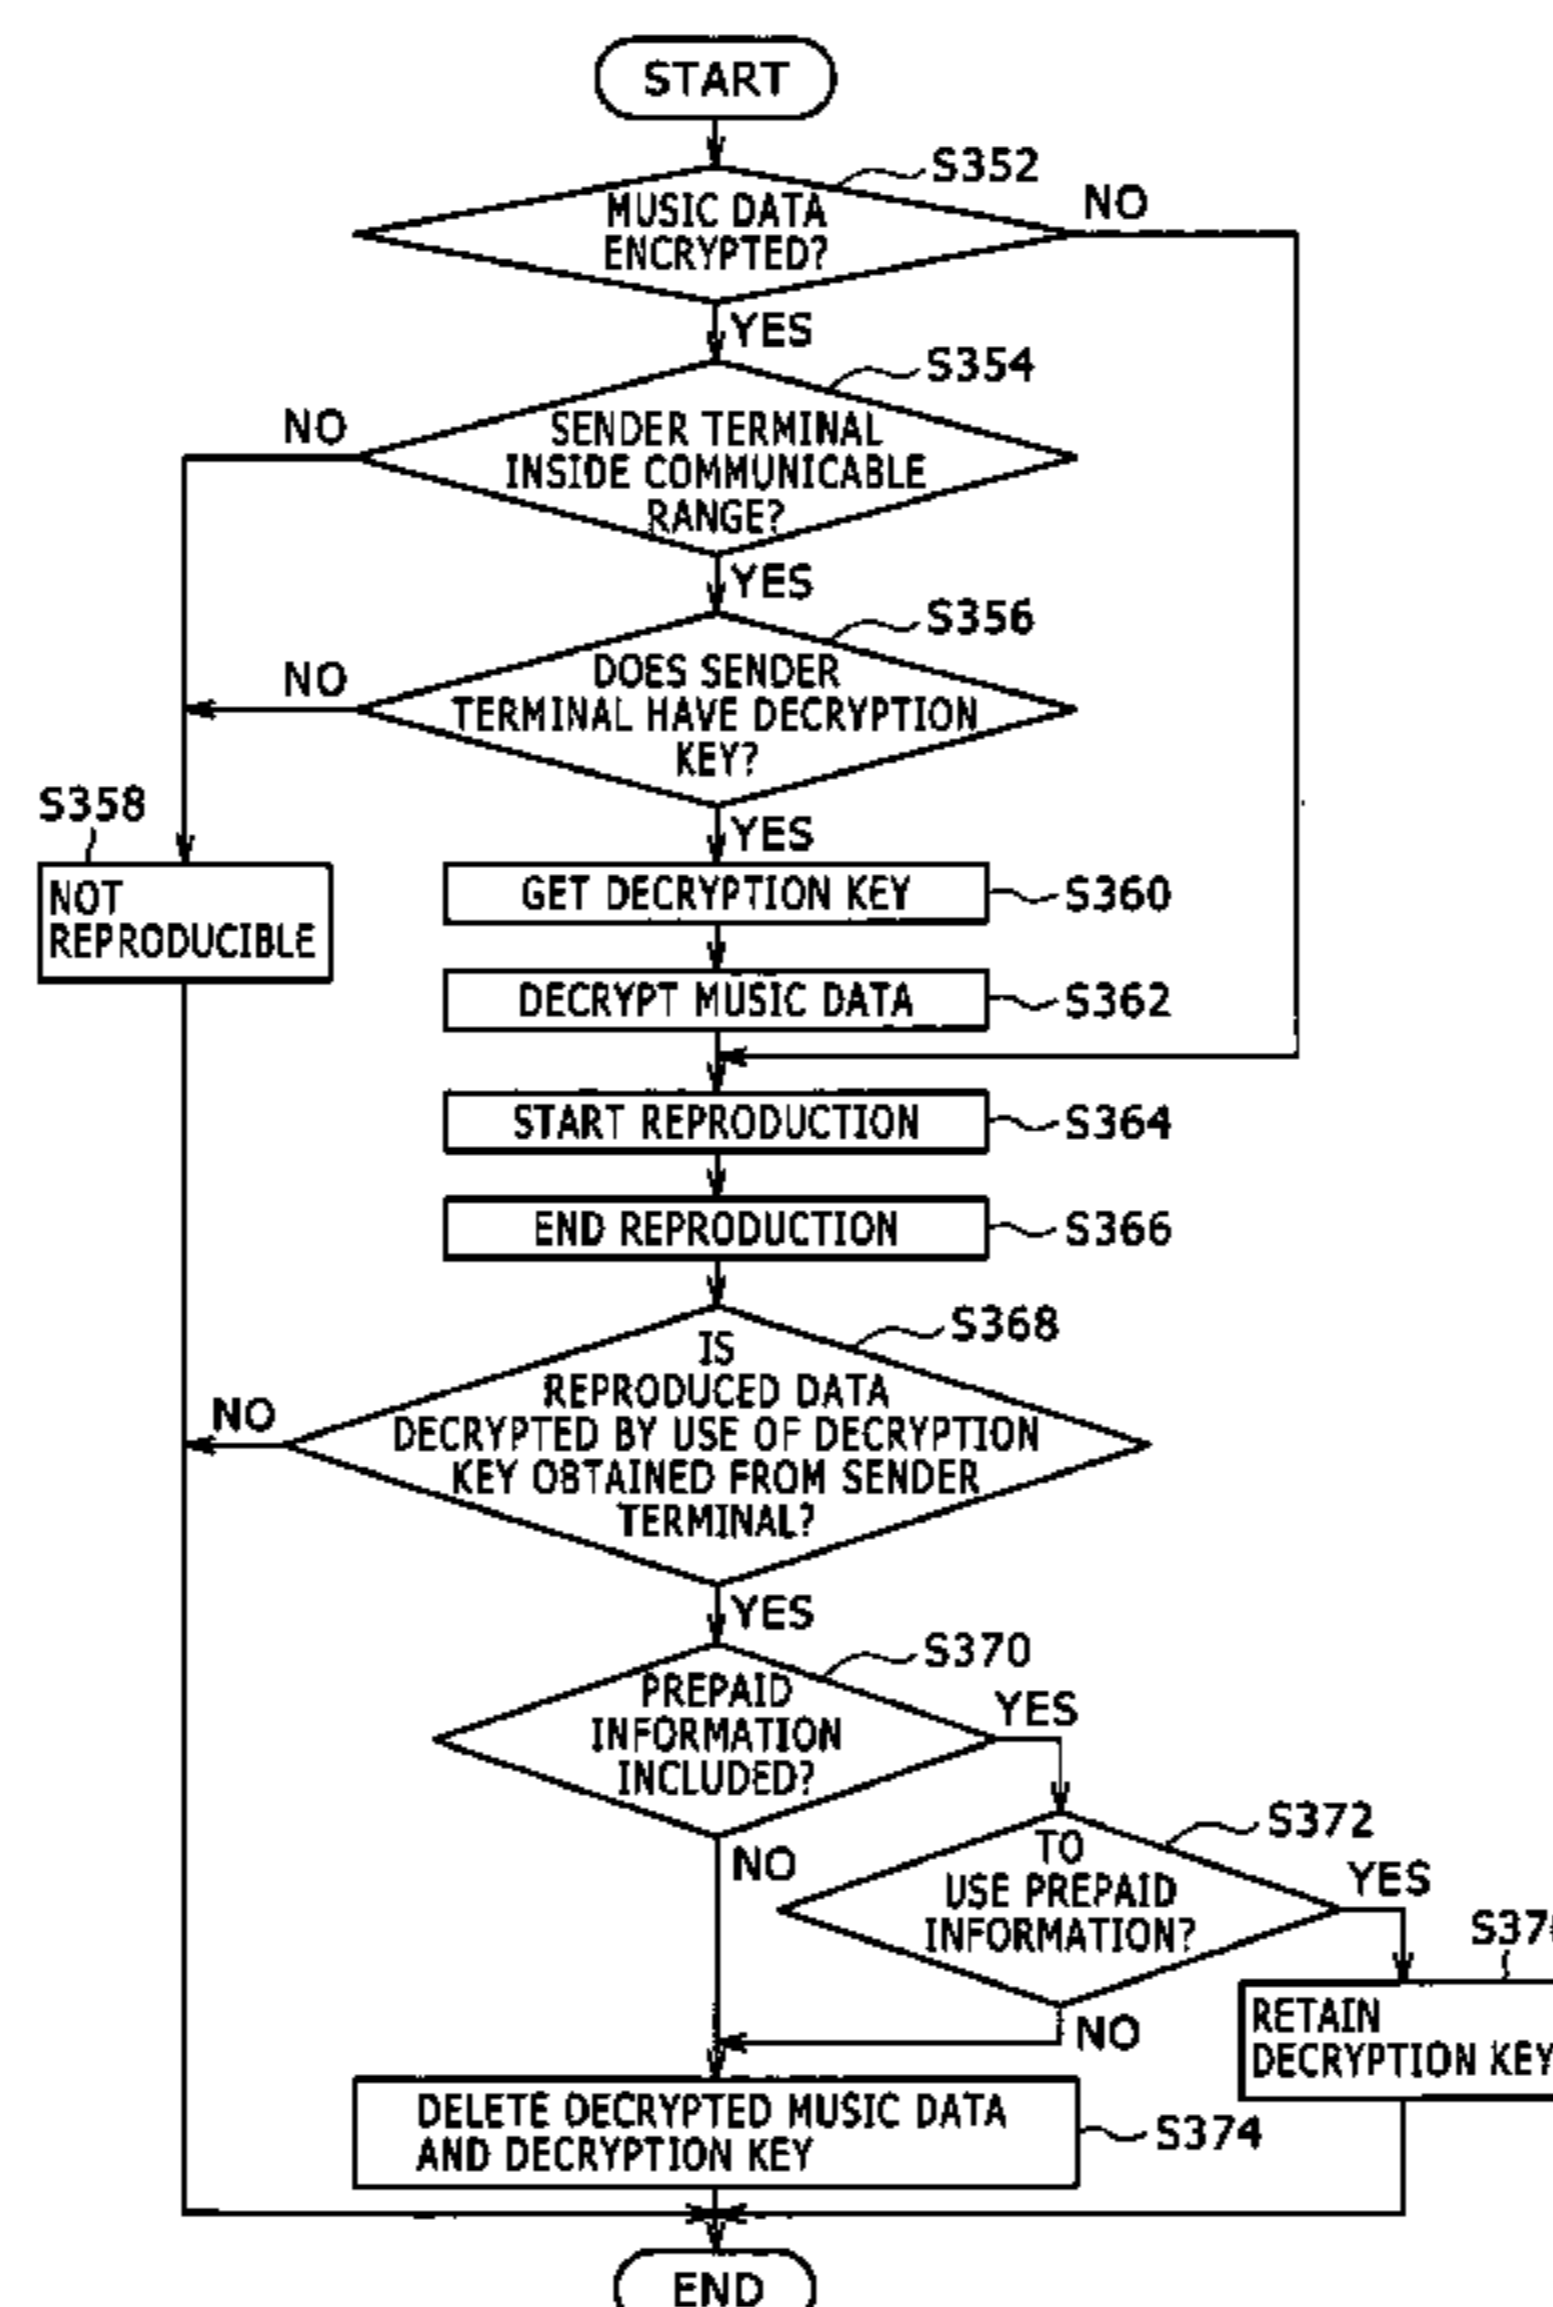 START
S352
MUSIC DATA
ENCRYPTED?
NO
YES
S354
NO
SENDER TERMINAL
INSIDE COMMUNICABLE
RANGE?
YES
S356
NO
DOES SENDER
TERMINAL HAVE DECRYPTION
KEY?
YES
S358
NOT
REPRODUCIBLE
GET DECRYPTION KEY
S360
DECRYPT MUSIC DATA
S362
START REPRODUCTION
S364
END REPRODUCTION
S366
S368
NO
IS
REPRODUCED DATA
DECRYPTED BY USE OF DECRYPTION
KEY OBTAINED FROM SENDER
TERMINAL?
YES
S370
PREPAID
INFORMATION
INCLUDED?
YES
NO
S372
TO
USE PREPAID
INFORMATION?
YES
NO
RETAIN
DECRYPTION KEY
DELETE DECRYPTED MUSIC DATA
AND DECRYPTION KEY
S374
END